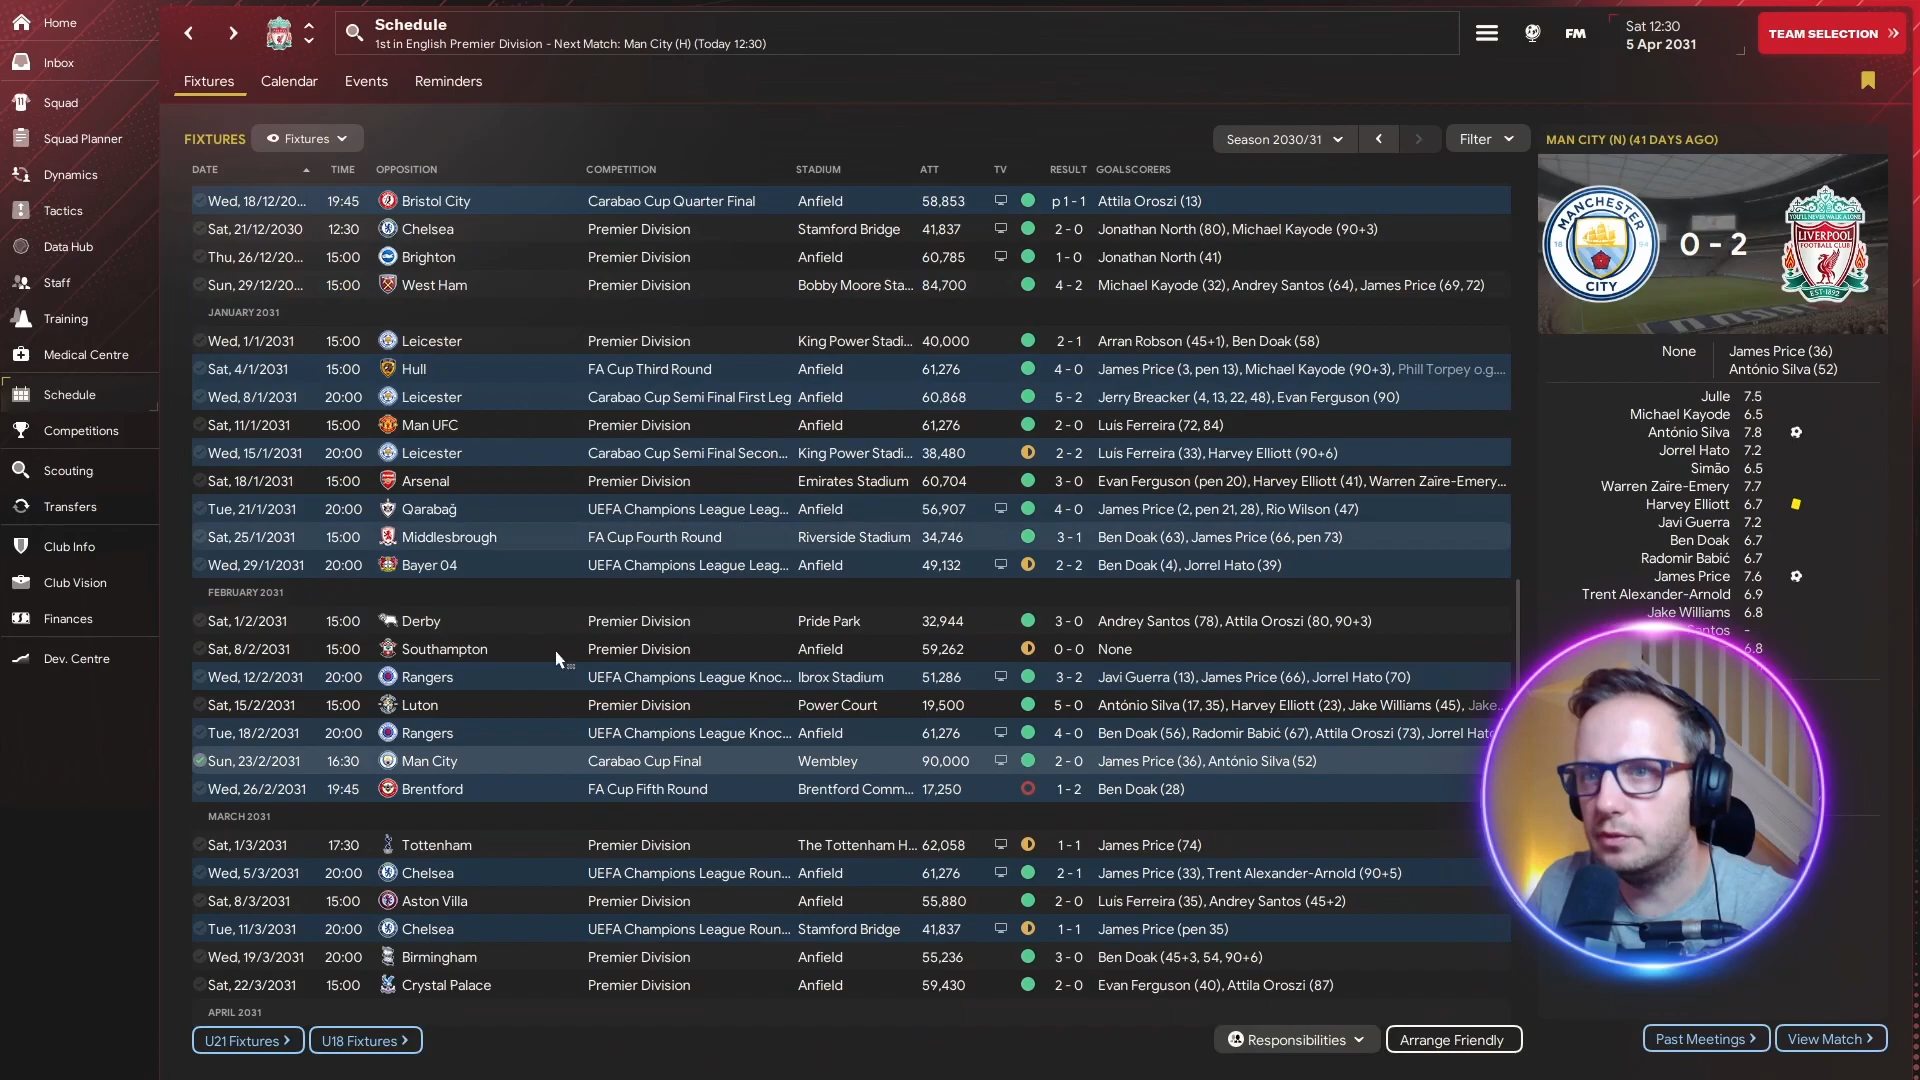 Home
Inbox
Squad
Squad Planner
Dynamics
Tactics
Data Hub
Staff
Training
Medical Centre
Schedule
Competitions
Scouting
Transfers
Club Info
Club Vision
Finances
Dev. Centre
Schedule
1st in English Premier Division - Next Match: Man City (H) (Today 12:30)
FM
Sat 12:30
5 Apr 2031
TEAM SELECTION
Fixtures Calendar Events Reminders
FIXTURES Fixtures Season 2030/31 Filter
DATE TIME OPPOSITION COMPETITION STADIUM ATT TV RESULT GOALSCORERS
Wed, 18/12/20... 19:45 Bristol City Carabao Cup Quarter Final Anfield 58,853 p 1 - 1 Attila Oroszi (13)
Sat, 21/12/2030 12:30 Chelsea Premier Division Stamford Bridge 41,837 2 - 0 Jonathan North (80), Michael Kayode (90+3)
Thu, 26/12/20... 15:00 Brighton Premier Division Anfield 60,785 1 - 0 Jonathan North (41)
Sun, 29/12/20... 15:00 West Ham Premier Division Bobby Moore Sta... 84,700 4 - 2 Michael Kayode (32), Andrey Santos (64), James Price (69, 72)
JANUARY 2031
Wed, 1/1/2031 15:00 Leicester Premier Division King Power Stadi... 40,000 2 - 1 Arran Robson (45+1), Ben Doak (58)
Sat, 4/1/2031 15:00 Hull FA Cup Third Round Anfield 61,276 4 - 0 James Price (3, pen 13), Michael Kayode (90+3), Phill Torpey o.g....
Wed, 8/1/2031 20:00 Leicester Carabao Cup Semi Final First Leg Anfield 60,868 5 - 2 Jerry Breacker (4, 13, 22, 48), Evan Ferguson (90)
Sat, 11/1/2031 15:00 Man UFC Premier Division Anfield 61,276 2 - 0 Luís Ferreira (72, 84)
Wed, 15/1/2031 20:00 Leicester Carabao Cup Semi Final Secon... King Power Stadi... 38,480 2 - 2 Luís Ferreira (33), Harvey Elliott (90+6)
Sat, 18/1/2031 15:00 Arsenal Premier Division Emirates Stadium 60,704 3 - 0 Evan Ferguson (pen 20), Harvey Elliott (41), Warren Zaïre-Emery...
Tue, 21/1/2031 20:00 Qarabağ UEFA Champions League Leag... Anfield 56,907 4 - 0 James Price (2, pen 21, 28), Rio Wilson (47)
Sat, 25/1/2031 15:00 Middlesbrough FA Cup Fourth Round Riverside Stadium 34,746 3 - 1 Ben Doak (63), James Price (66, pen 73)
Wed, 29/1/2031 20:00 Bayer 04 UEFA Champions League Leag... Anfield 49,132 2 - 2 Ben Doak (4), Jorrel Hato (39)
FEBRUARY 2031
Sat, 1/2/2031 15:00 Derby Premier Division Pride Park 32,944 3 - 0 Andrey Santos (78), Attila Oroszi (80, 90+3)
Sat, 8/2/2031 15:00 Southampton Premier Division Anfield 59,262 0 - 0 None
Wed, 12/2/2031 20:00 Rangers UEFA Champions League Knoc... Ibrox Stadium 51,286 3 - 2 Javi Guerra (13), James Price (66), Jorrel Hato (70)
Sat, 15/2/2031 15:00 Luton Premier Division Power Court 19,500 5 - 0 António Silva (17, 35), Harvey Elliott (23), Jake Williams (45), Jake...
Tue, 18/2/2031 20:00 Rangers UEFA Champions League Knoc... Anfield 61,276 4 - 0 Ben Doak (56), Radomir Babić (67), Attila Oroszi (73), Jorrel Hato
Sun, 23/2/2031 16:30 Man City Carabao Cup Final Wembley 90,000 2 - 0 James Price (36), António Silva (52)
Wed, 26/2/2031 19:45 Brentford FA Cup Fifth Round Brentford Comm... 17,250 1 - 2 Ben Doak (28)
MARCH 2031
Sat, 1/3/2031 17:30 Tottenham Premier Division The Tottenham H... 62,058 1 - 1 James Price (74)
Wed, 5/3/2031 20:00 Chelsea UEFA Champions League Roun... Anfield 61,276 2 - 1 James Price (33), Trent Alexander-Arnold (90+5)
Sat, 8/3/2031 15:00 Aston Villa Premier Division Anfield 55,880 2 - 0 Luís Ferreira (35), Andrey Santos (45+2)
Tue, 11/3/2031 20:00 Chelsea UEFA Champions League Roun... Stamford Bridge 41,837 1 - 1 James Price (pen 35)
Wed, 19/3/2031 20:00 Birmingham Premier Division Anfield 55,236 3 - 0 Ben Doak (45+3, 54, 90+6)
Sat, 22/3/2031 15:00 Crystal Palace Premier Division Anfield 59,430 2 - 0 Evan Ferguson (40), Attila Oroszi (87)
APRIL 2031
U21 Fixtures U18 Fixtures Responsibilities Arrange Friendly
MAN CITY (N) (41 DAYS AGO)
MANCHESTER
18 94
CITY
0 - 2
YOU'LL NEVER WALK ALONE
LIVERPOOL
FOOTBALL CLUB
EST·1892
None James Price (36)
António Silva (52)
Julle 7.5
Michael Kayode 6.5
António Silva 7.8
Jorrel Hato 7.2
Simão 6.5
Warren Zaïre-Emery 7.7
Harvey Elliott 6.7
Javi Guerra 7.2
Ben Doak 6.7
Radomir Babić 6.7
James Price 7.6
Trent Alexander-Arnold 6.9
Jake Williams 6.8
Santos -
6.8
Past Meetings View Match